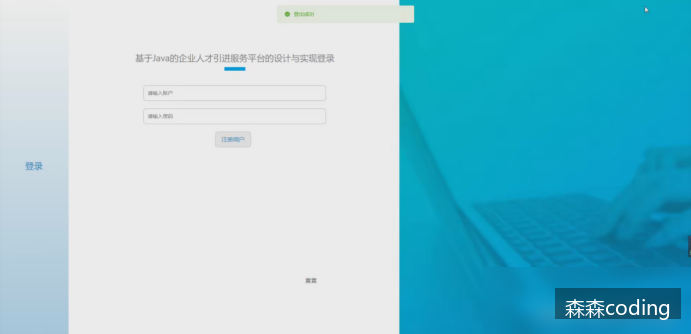 退出成功
基于Java的企业人才引进服务平台的设计与实现登录
请输入账户
请输入密码
注册用户
登录
重置
森森coding